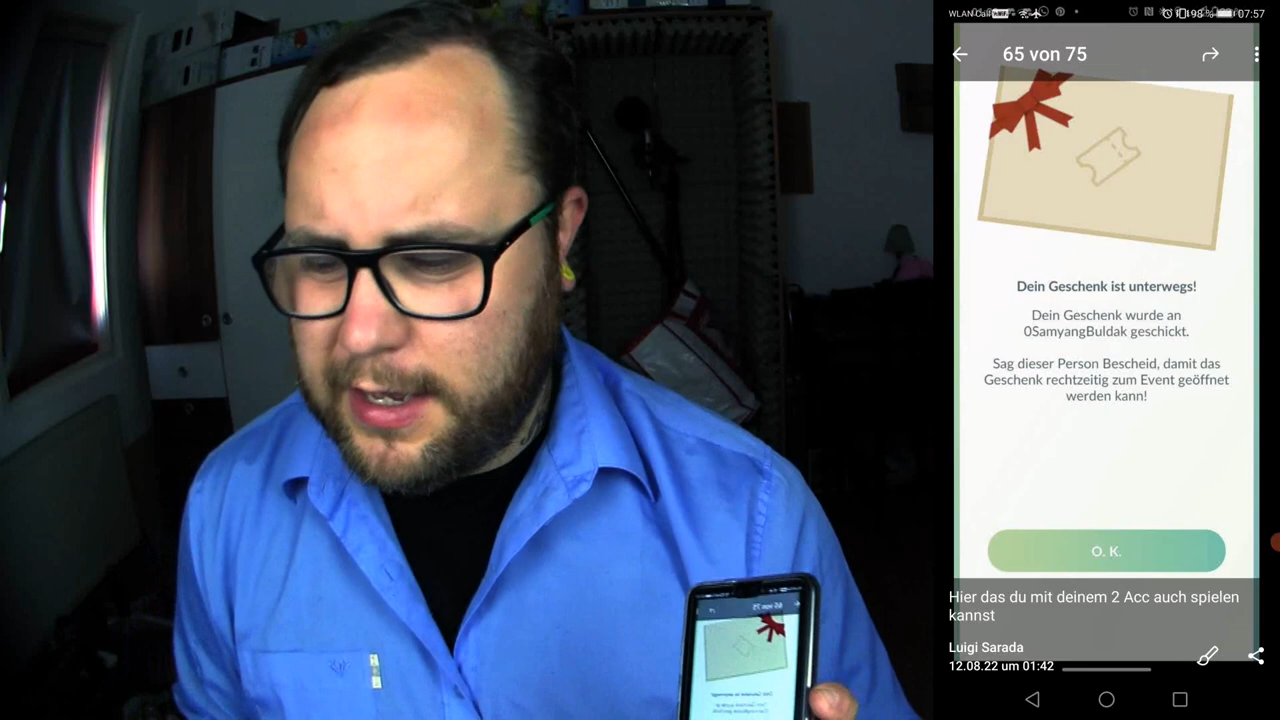 WLAN Call
98 %
07:57
65 von 75
Dein Geschenk ist unterwegs!
Dein Geschenk wurde an
0SamyangBuldak geschickt.
Sag dieser Person Bescheid, damit das
Geschenk rechtzeitig zum Event geöffnet
werden kann!
O. K.
Hier das du mit deinem 2 Acc auch spielen
kannst
Luigi Sarada
12.08.22 um 01:42
65 von 75